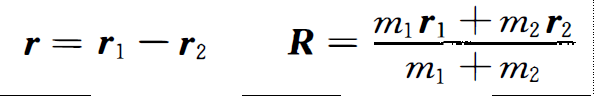 r = r₁ − r₂    R = (m₁r₁ + m₂r₂) / (m₁ + m₂)